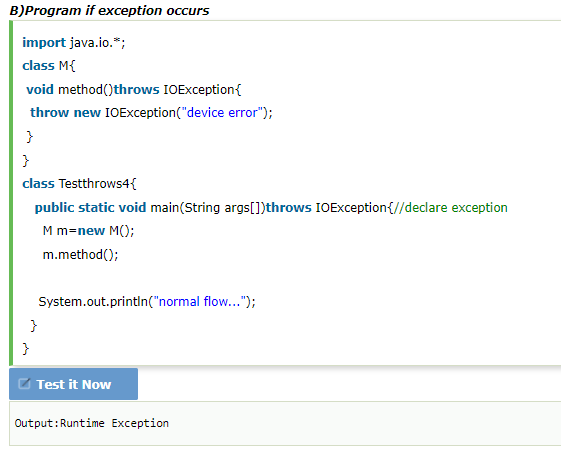 B)Program if exception occurs
import java.io.*;
class M{
void method()throws IOException{
throw new IOException("device error");
}
}
class Testthrows4{
public static void main(String args[])throws IOException{//declare exception
M m=new M();
m.method();
System.out.println("normal flow...");
}
}
Test it Now
Output:Runtime Exception